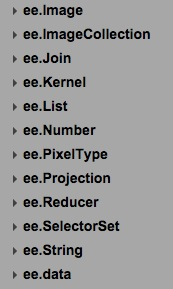 ee.Image
ee.ImageCollection
ee.Join
ee.Kernel
ee.List
ee.Number
ee.PixelType
ee.Projection
ee.Reducer
ee.SelectorSet
ee.String
ee.data